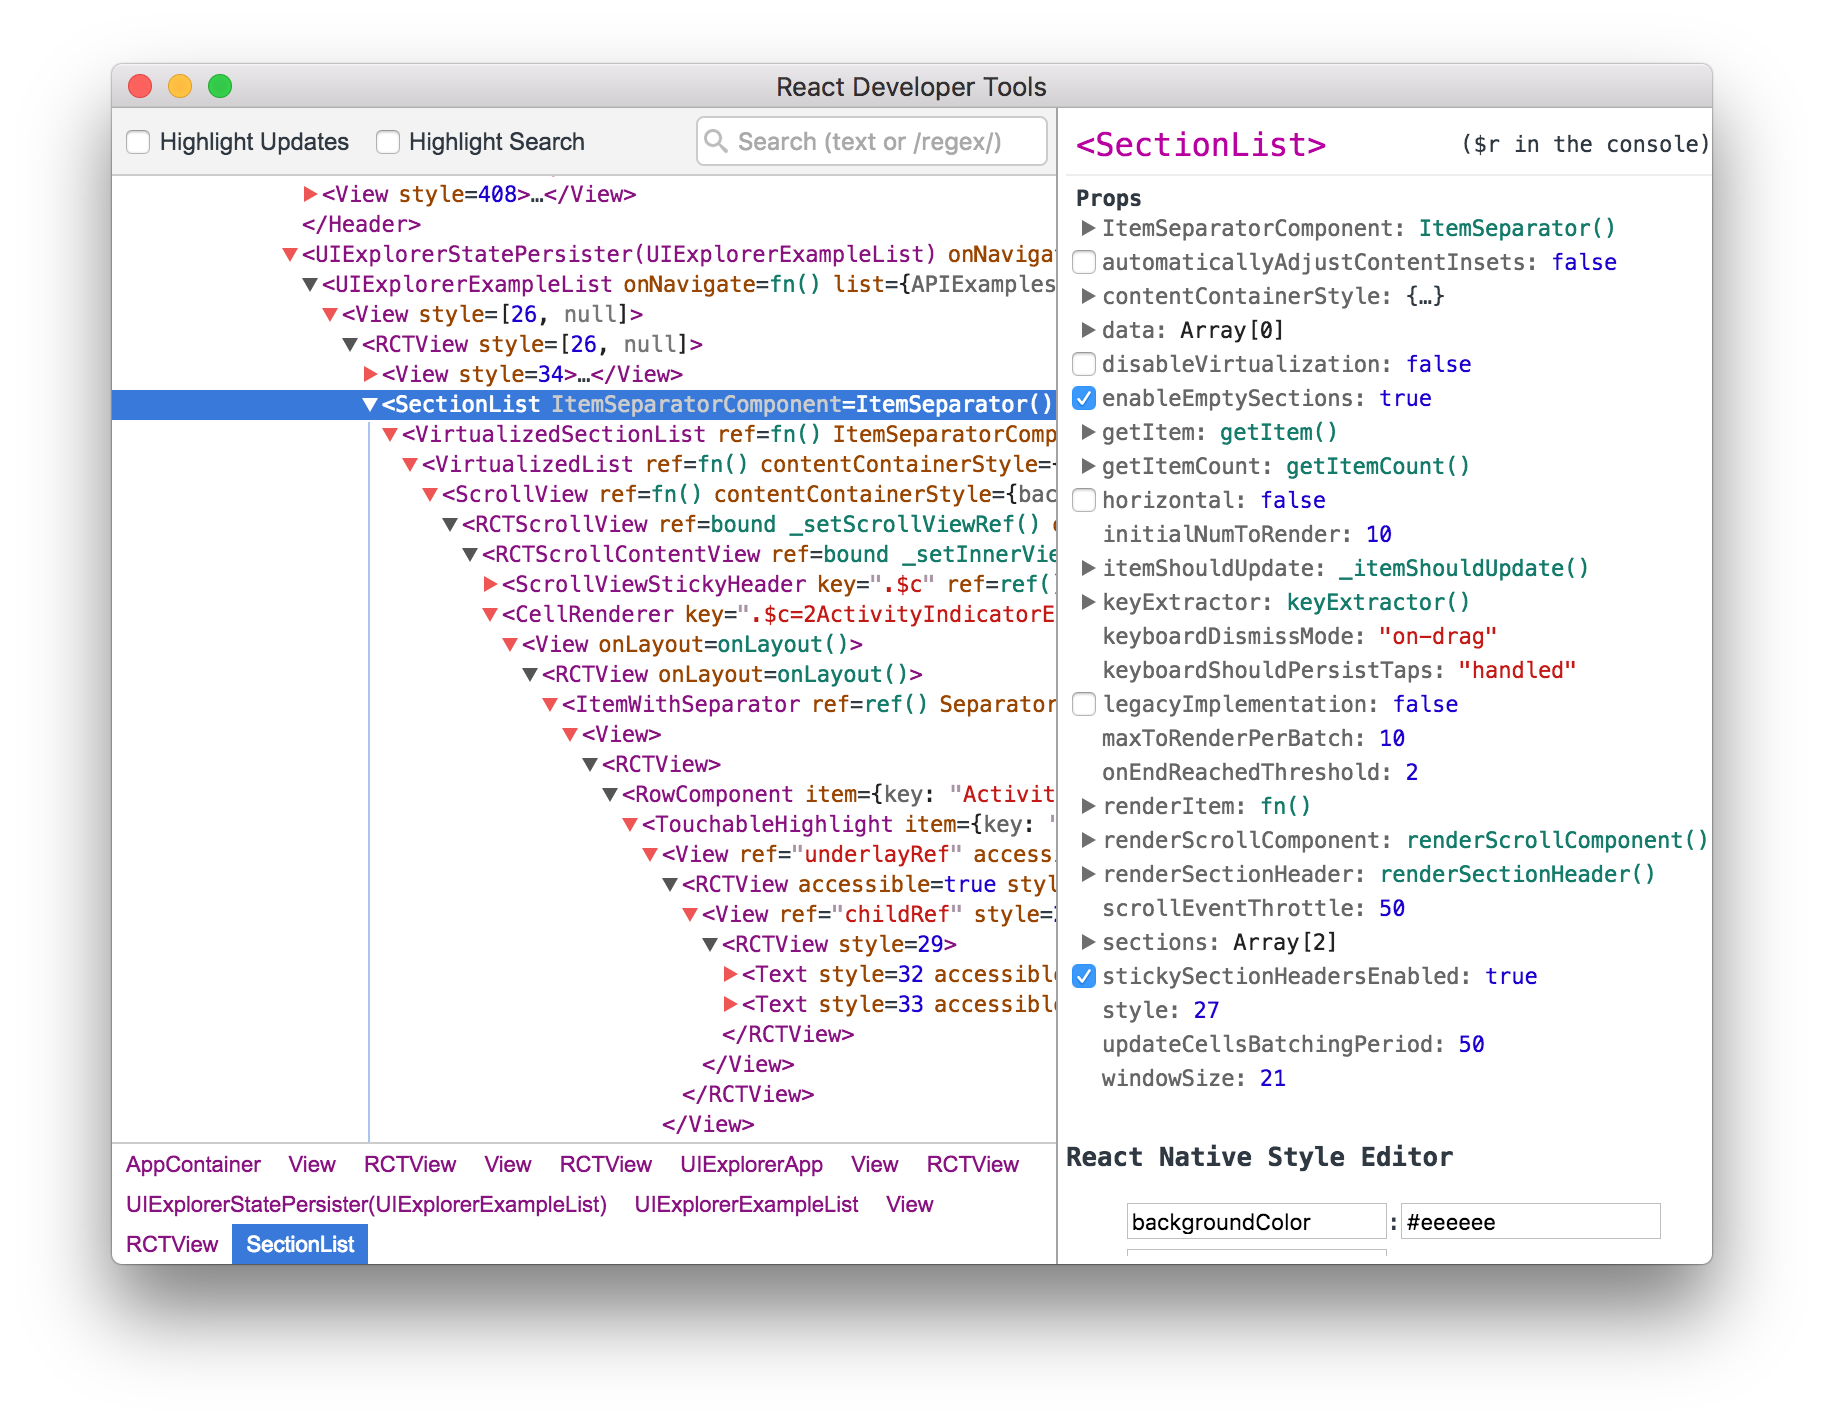 React Developer Tools
Highlight Updates Highlight Search Search (text or /regex/)
<View style=408>…</View>
</Header>
<UIExplorerStatePersister(UIExplorerExampleList) onNaviga
<UIExplorerExampleList onNavigate=fn() list={APIExamples
<View style=[26, null]>
<RCTView style=[26, null]>
<View style=34>…</View>
<SectionList ItemSeparatorComponent=ItemSeparator()
<VirtualizedSectionList ref=fn() ItemSeparatorComp
<VirtualizedList ref=fn() contentContainerStyle={
<ScrollView ref=fn() contentContainerStyle={bac
<RCTScrollView ref=bound _setScrollViewRef()
<RCTScrollContentView ref=bound _setInnerVie
<ScrollViewStickyHeader key=".$c" ref=ref(
<CellRenderer key=".$c=2ActivityIndicatorE
<View onLayout=onLayout()>
<RCTView onLayout=onLayout()>
<ItemWithSeparator ref=ref() Separator
<View>
<RCTView>
<RowComponent item={key: "Activit
<TouchableHighlight item={key: "
<View ref="underlayRef" access
<RCTView accessible=true styl
<View ref="childRef" style=
<RCTView style=29>
<Text style=32 accessibl
<Text style=33 accessibl
</RCTView>
</View>
</RCTView>
</View>
AppContainer View RCTView View RCTView UIExplorerApp View RCTView
UIExplorerStatePersister(UIExplorerExampleList) UIExplorerExampleList View
RCTView SectionList
<SectionList> ($r in the console)
Props
ItemSeparatorComponent: ItemSeparator()
automaticallyAdjustContentInsets: false
contentContainerStyle: {…}
data: Array[0]
disableVirtualization: false
enableEmptySections: true
getItem: getItem()
getItemCount: getItemCount()
horizontal: false
initialNumToRender: 10
itemShouldUpdate: _itemShouldUpdate()
keyExtractor: keyExtractor()
keyboardDismissMode: "on-drag"
keyboardShouldPersistTaps: "handled"
legacyImplementation: false
maxToRenderPerBatch: 10
onEndReachedThreshold: 2
renderItem: fn()
renderScrollComponent: renderScrollComponent()
renderSectionHeader: renderSectionHeader()
scrollEventThrottle: 50
sections: Array[2]
stickySectionHeadersEnabled: true
style: 27
updateCellsBatchingPeriod: 50
windowSize: 21
React Native Style Editor
backgroundColor : #eeeeee